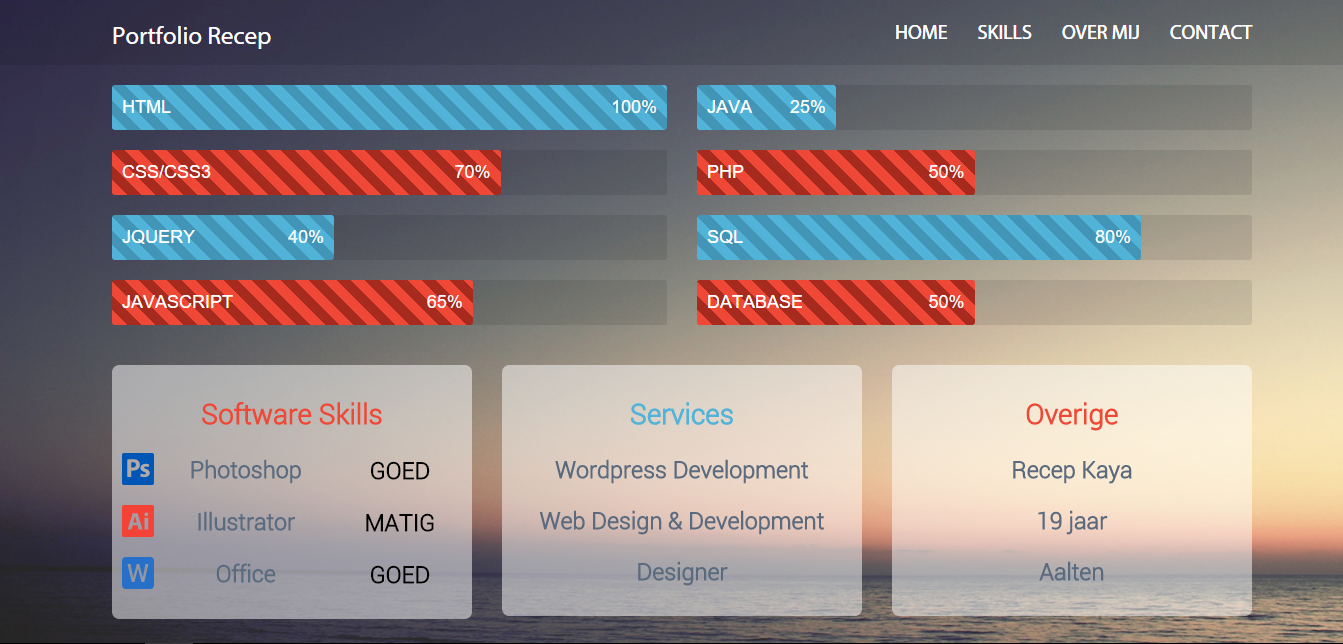 Portfolio Recep
HOME SKILLS OVER MIJ CONTACT
HTML 100%
JAVA 25%
CSS/CSS3 70%
PHP 50%
JQUERY 40%
SQL 80%
JAVASCRIPT 65%
DATABASE 50%
Software Skills
Ps Photoshop GOED
Ai Illustrator MATIG
W Office GOED
Services
Wordpress Development
Web Design & Development
Designer
Overige
Recep Kaya
19 jaar
Aalten